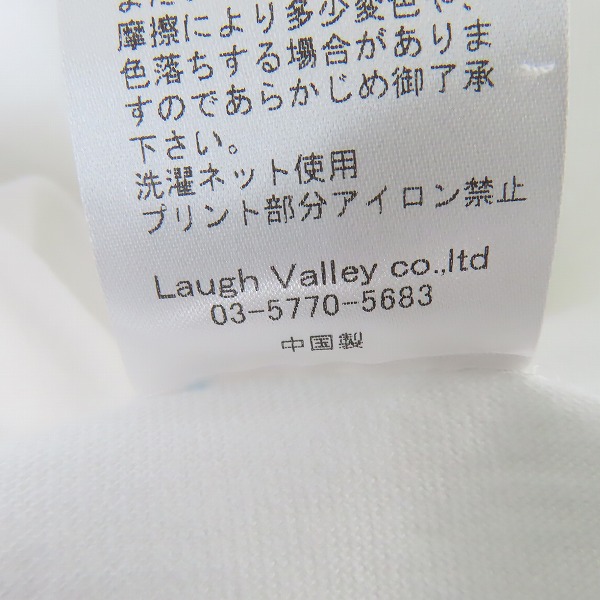 摩擦により多少変色や、
色落ちする場合がありま
すのであらかじめ御了承
下さい。
洗濯ネット使用
プリント部分アイロン禁止
Laugh Valley co.,ltd
03-5770-5683
中国製